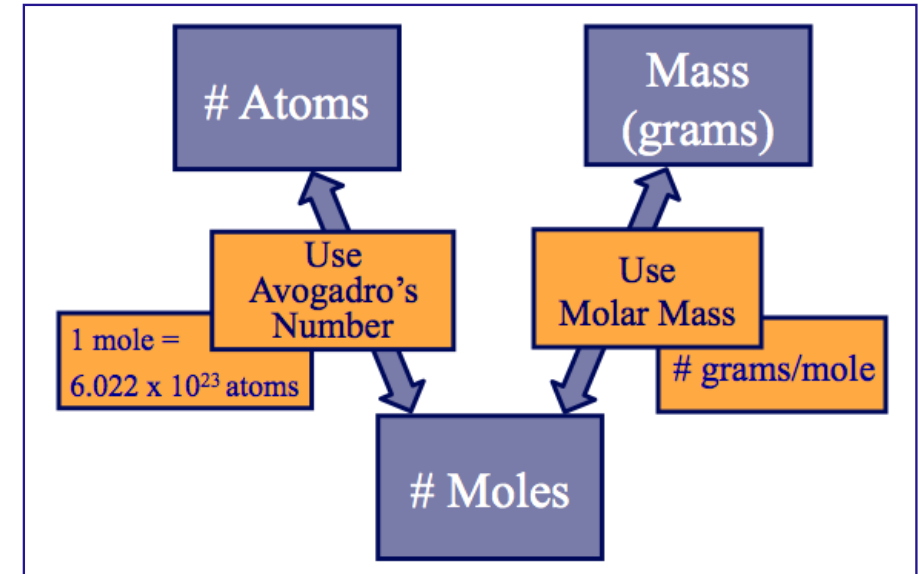 # Atoms
Mass
(grams)
Use
Avogadro's
Number
Use
Molar Mass
1 mole =
6.022 x 10²³ atoms
# grams/mole
# Moles